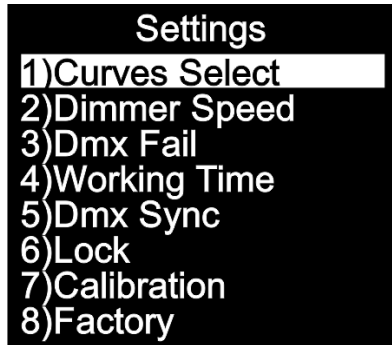 Settings
1)Curves Select
2)Dimmer Speed
3)Dmx Fail
4)Working Time
5)Dmx Sync
6)Lock
7)Calibration
8)Factory